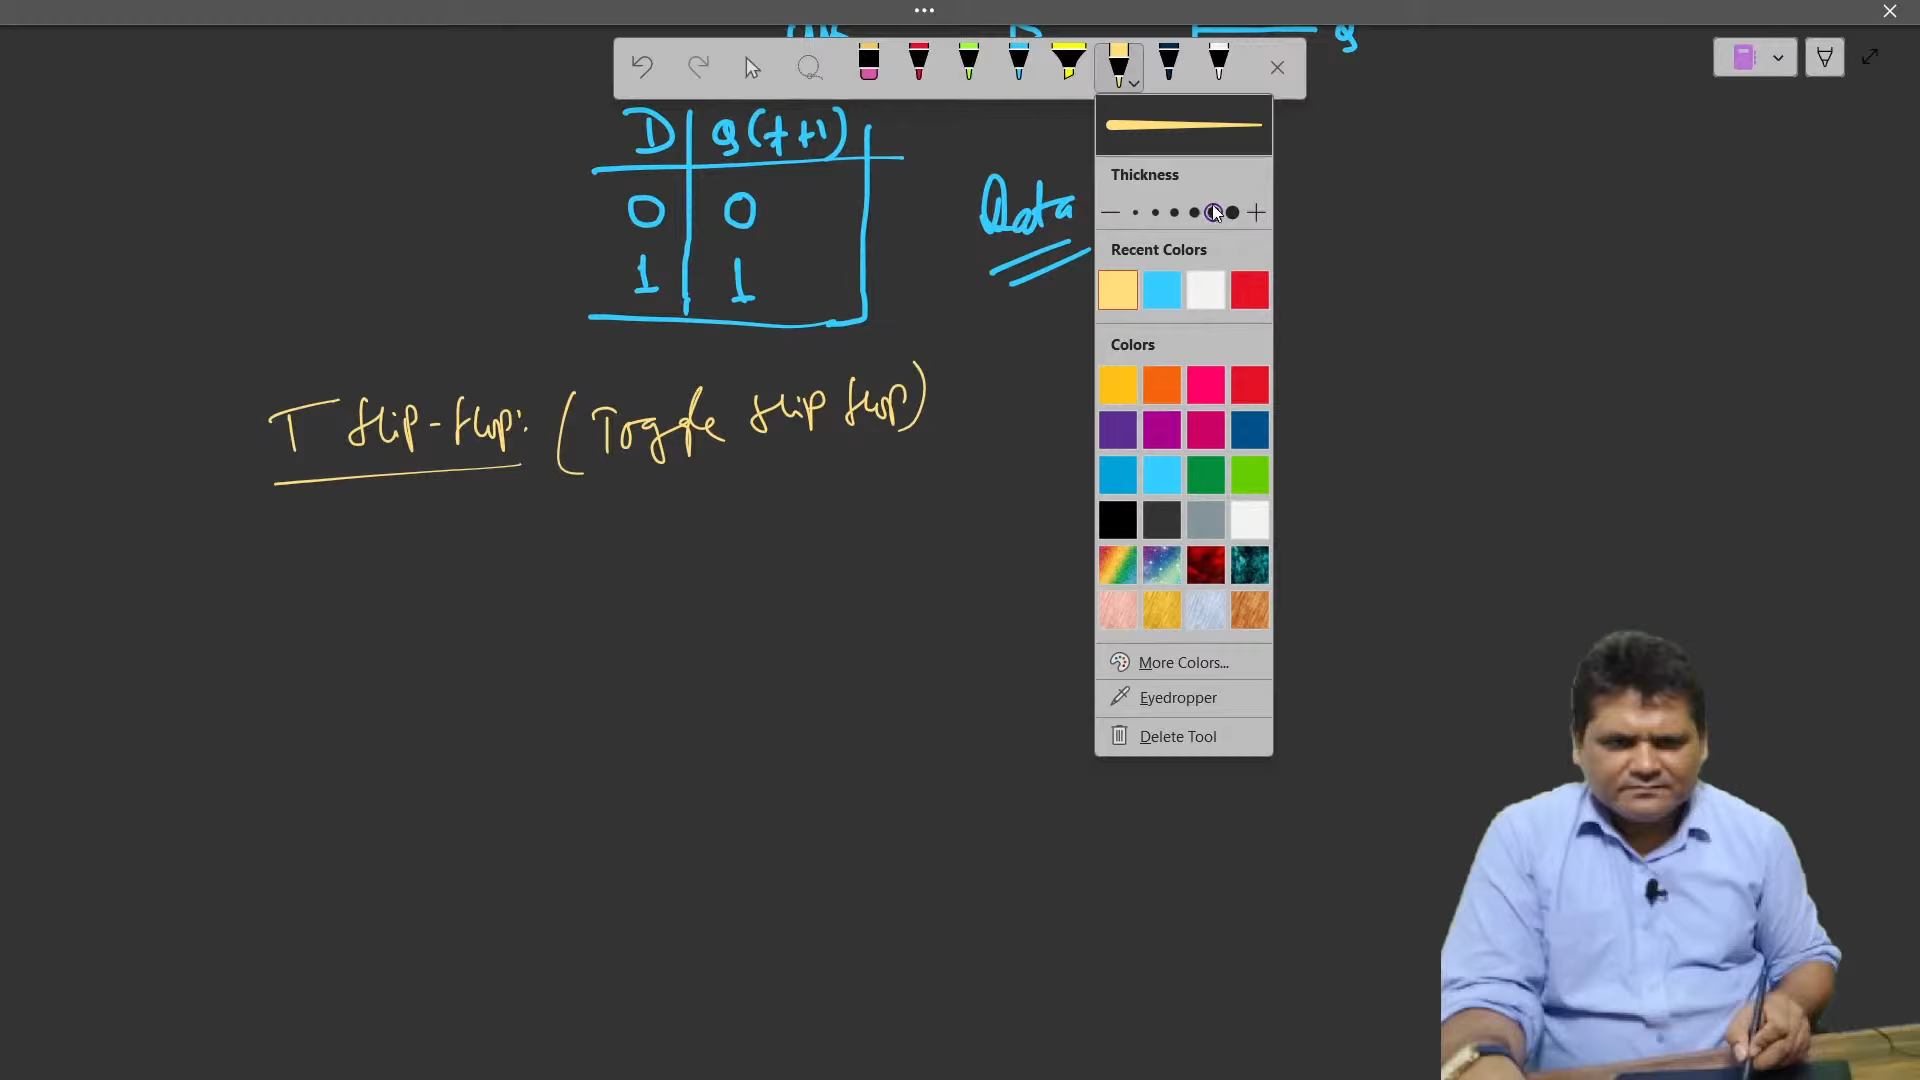 D Q(t+1)
0 0
1 1
Data
T flip-flop: (Toggle flip flop)
Thickness
Recent Colors
Colors
More Colors...
Eyedropper
Delete Tool